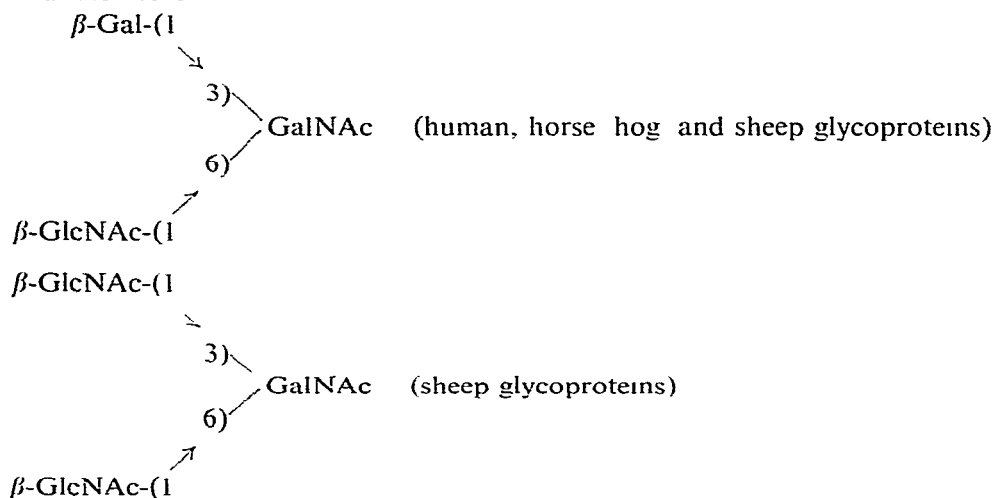 β-Gal-(1
3)
GalNAc (human, horse hog and sheep glycoproteins)
6)
β-GlcNAc-(1
β-GlcNAc-(1
3)
GalNAc (sheep glycoproteins)
6)
β-GlcNAc-(1